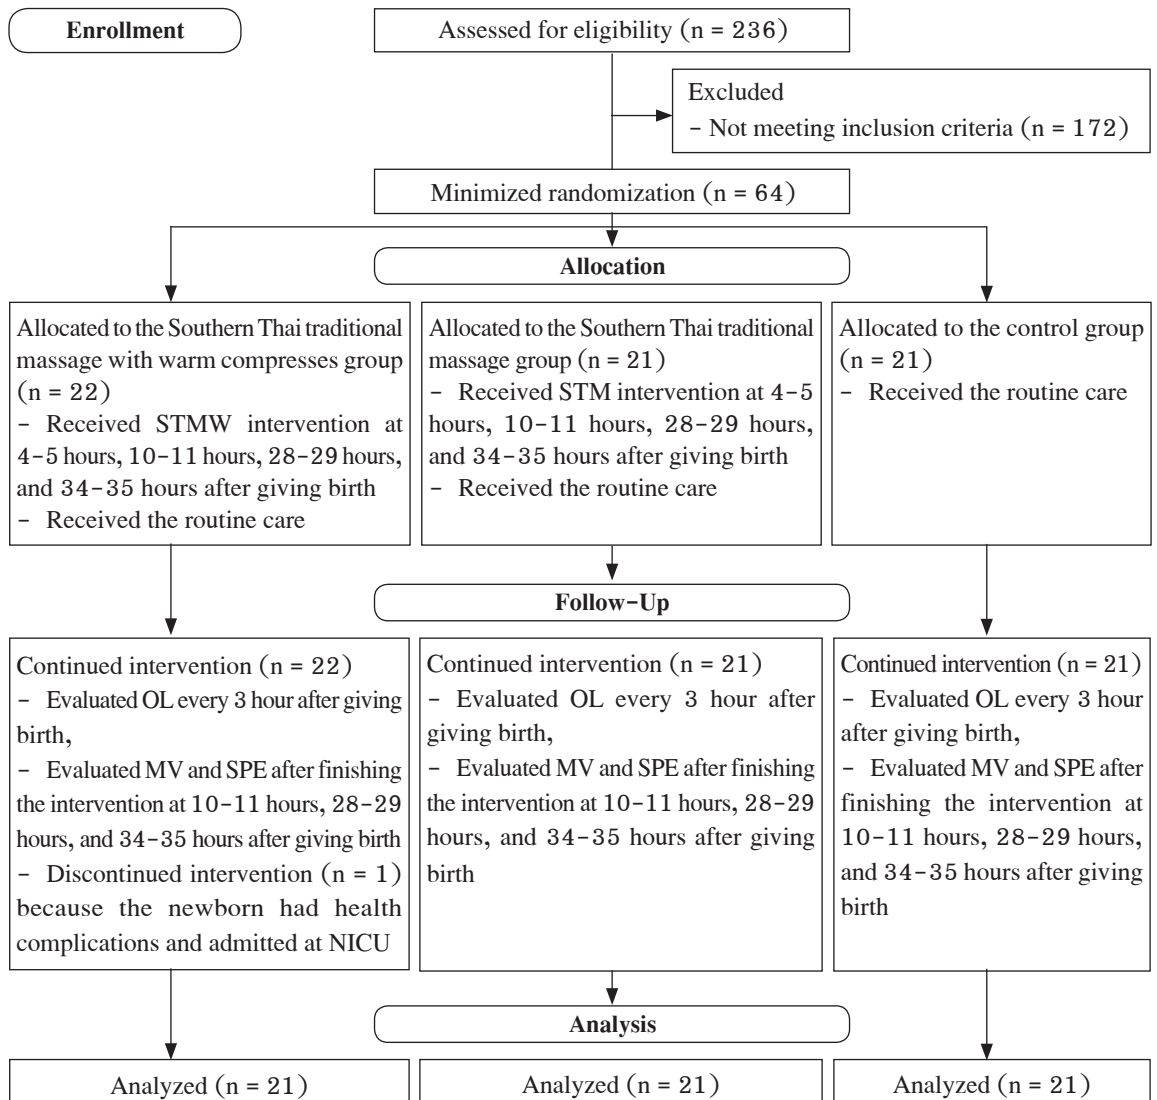 Enrollment
Assessed for eligibility (n = 236)
Excluded
- Not meeting inclusion criteria (n = 172)
Minimized randomization (n = 64)
Allocation
Allocated to the Southern Thai traditional
massage with warm compresses group
(n = 22)
- Received STMW intervention at
4-5 hours, 10-11 hours, 28-29 hours,
and 34-35 hours after giving birth
- Received the routine care
Allocated to the Southern Thai traditional
massage group (n = 21)
- Received STM intervention at 4-5
hours, 10-11 hours, 28-29 hours,
and 34-35 hours after giving birth
- Received the routine care
Allocated to the control group
(n = 21)
- Received the routine care
Follow-Up
Continued intervention (n = 22)
- Evaluated OL every 3 hour after giving
birth,
- Evaluated MV and SPE after finishing
the intervention at 10-11 hours, 28-29
hours, and 34-35 hours after giving birth
- Discontinued intervention (n = 1)
because the newborn had health
complications and admitted at NICU
Continued intervention (n = 21)
- Evaluated OL every 3 hour after
giving birth,
- Evaluated MV and SPE after finishing
the intervention at 10-11 hours, 28-29
hours, and 34-35 hours after giving
birth
Continued intervention (n = 21)
- Evaluated OL every 3 hour
after giving birth,
- Evaluated MV and SPE after
finishing the intervention at
10-11 hours, 28-29 hours,
and 34-35 hours after giving
birth
Analysis
Analyzed (n = 21)
Analyzed (n = 21)
Analyzed (n = 21)